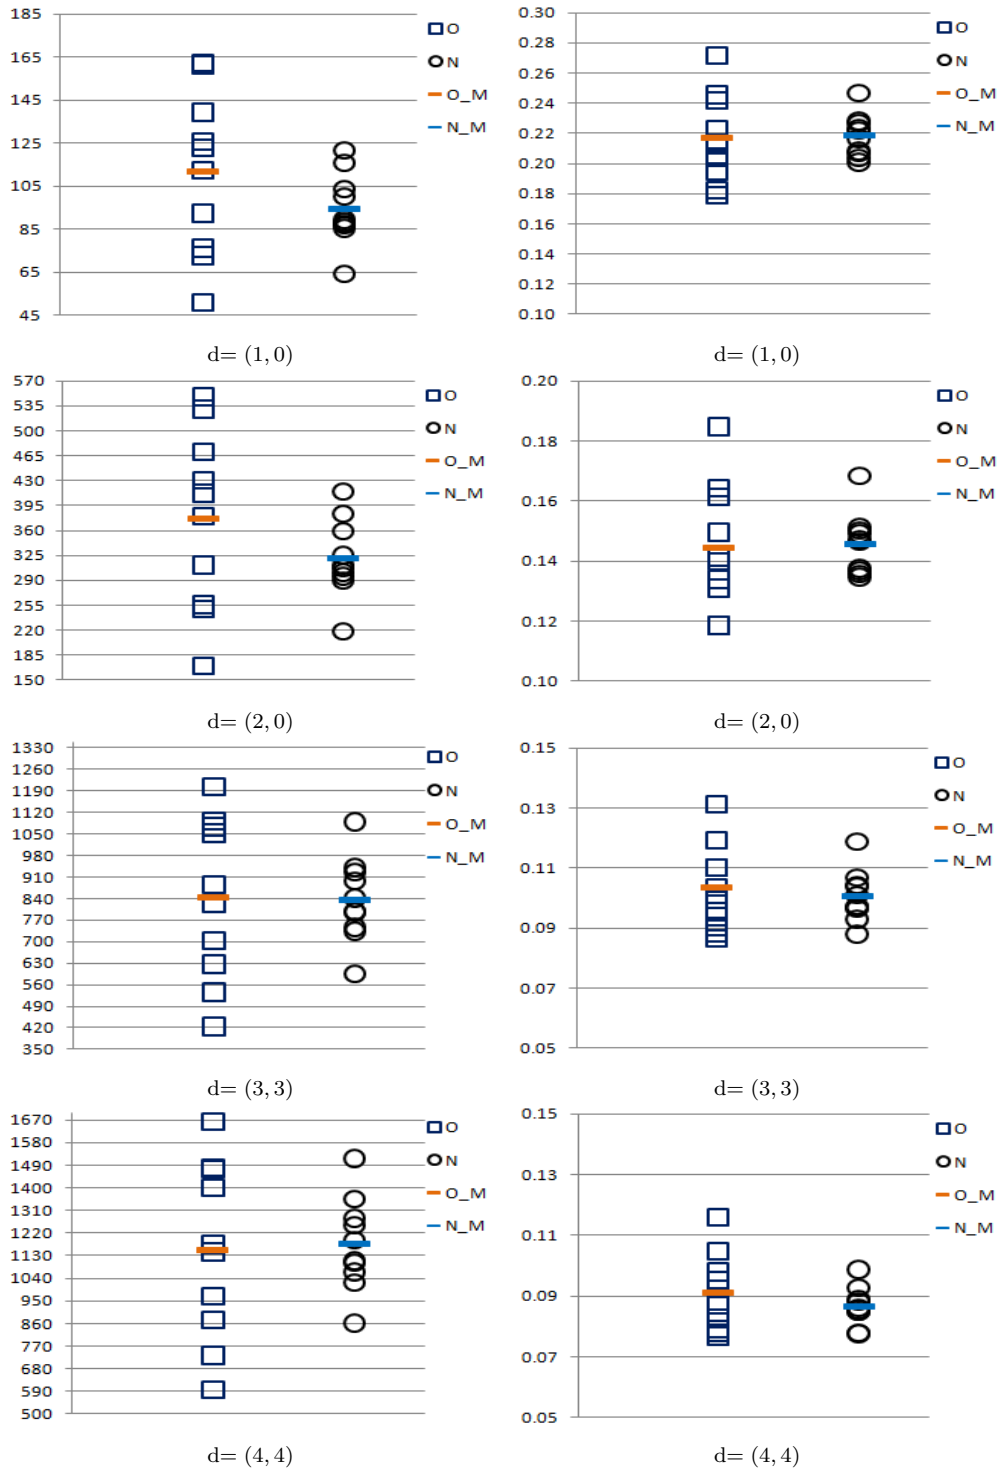 185
165
145
125
105
85
65
45
O
N
O_M
N_M
d= (1, 0)
0.30
0.28
0.26
0.24
0.22
0.20
0.18
0.16
0.14
0.12
0.10
O
N
O_M
N_M
d= (1, 0)
570
535
500
465
430
395
360
325
290
255
220
185
150
O
N
O_M
N_M
d= (2, 0)
0.20
0.18
0.16
0.14
0.12
0.10
O
N
O_M
N_M
d= (2, 0)
1330
1260
1190
1120
1050
980
910
840
770
700
630
560
490
420
350
O
N
O_M
N_M
d= (3, 3)
0.15
0.13
0.11
0.09
0.07
0.05
O
N
O_M
N_M
d= (3, 3)
1670
1580
1490
1400
1310
1220
1130
1040
950
860
770
680
590
500
O
N
O_M
N_M
d= (4, 4)
0.15
0.13
0.11
0.09
0.07
0.05
O
N
O_M
N_M
d= (4, 4)